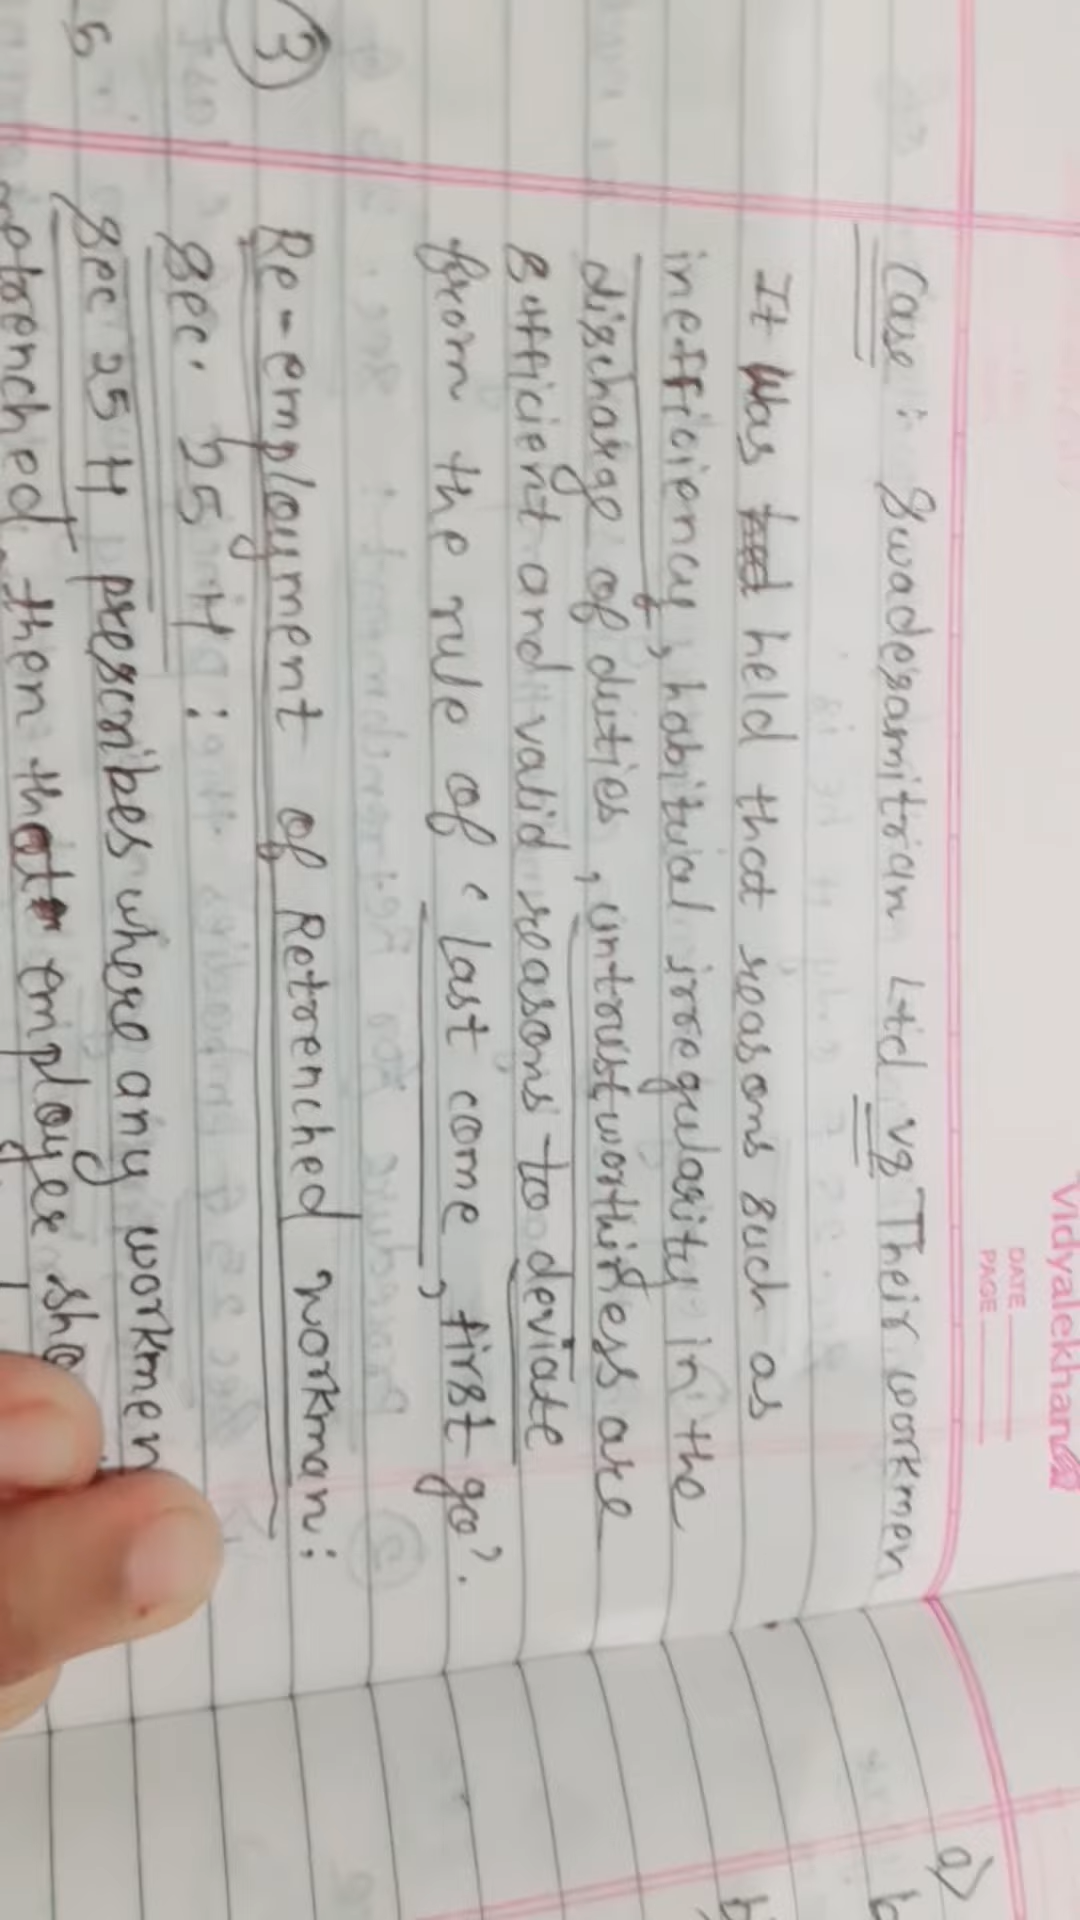 Vidyalekhan
DATE
PAGE
Case : Swadesamitran Ltd vs Their workmen
It was held that reasons such as
inefficiency, habitual irregularity in the
discharge of duties, untrustworthiness are
sufficient and valid reasons to deviate
from the rule of 'last come, first go'.
3 Re-employment of Retrenched workman:
Sec. 25 H :
Sec 25 H prescribes where any workmen
retrenched, then that employer
a)
b